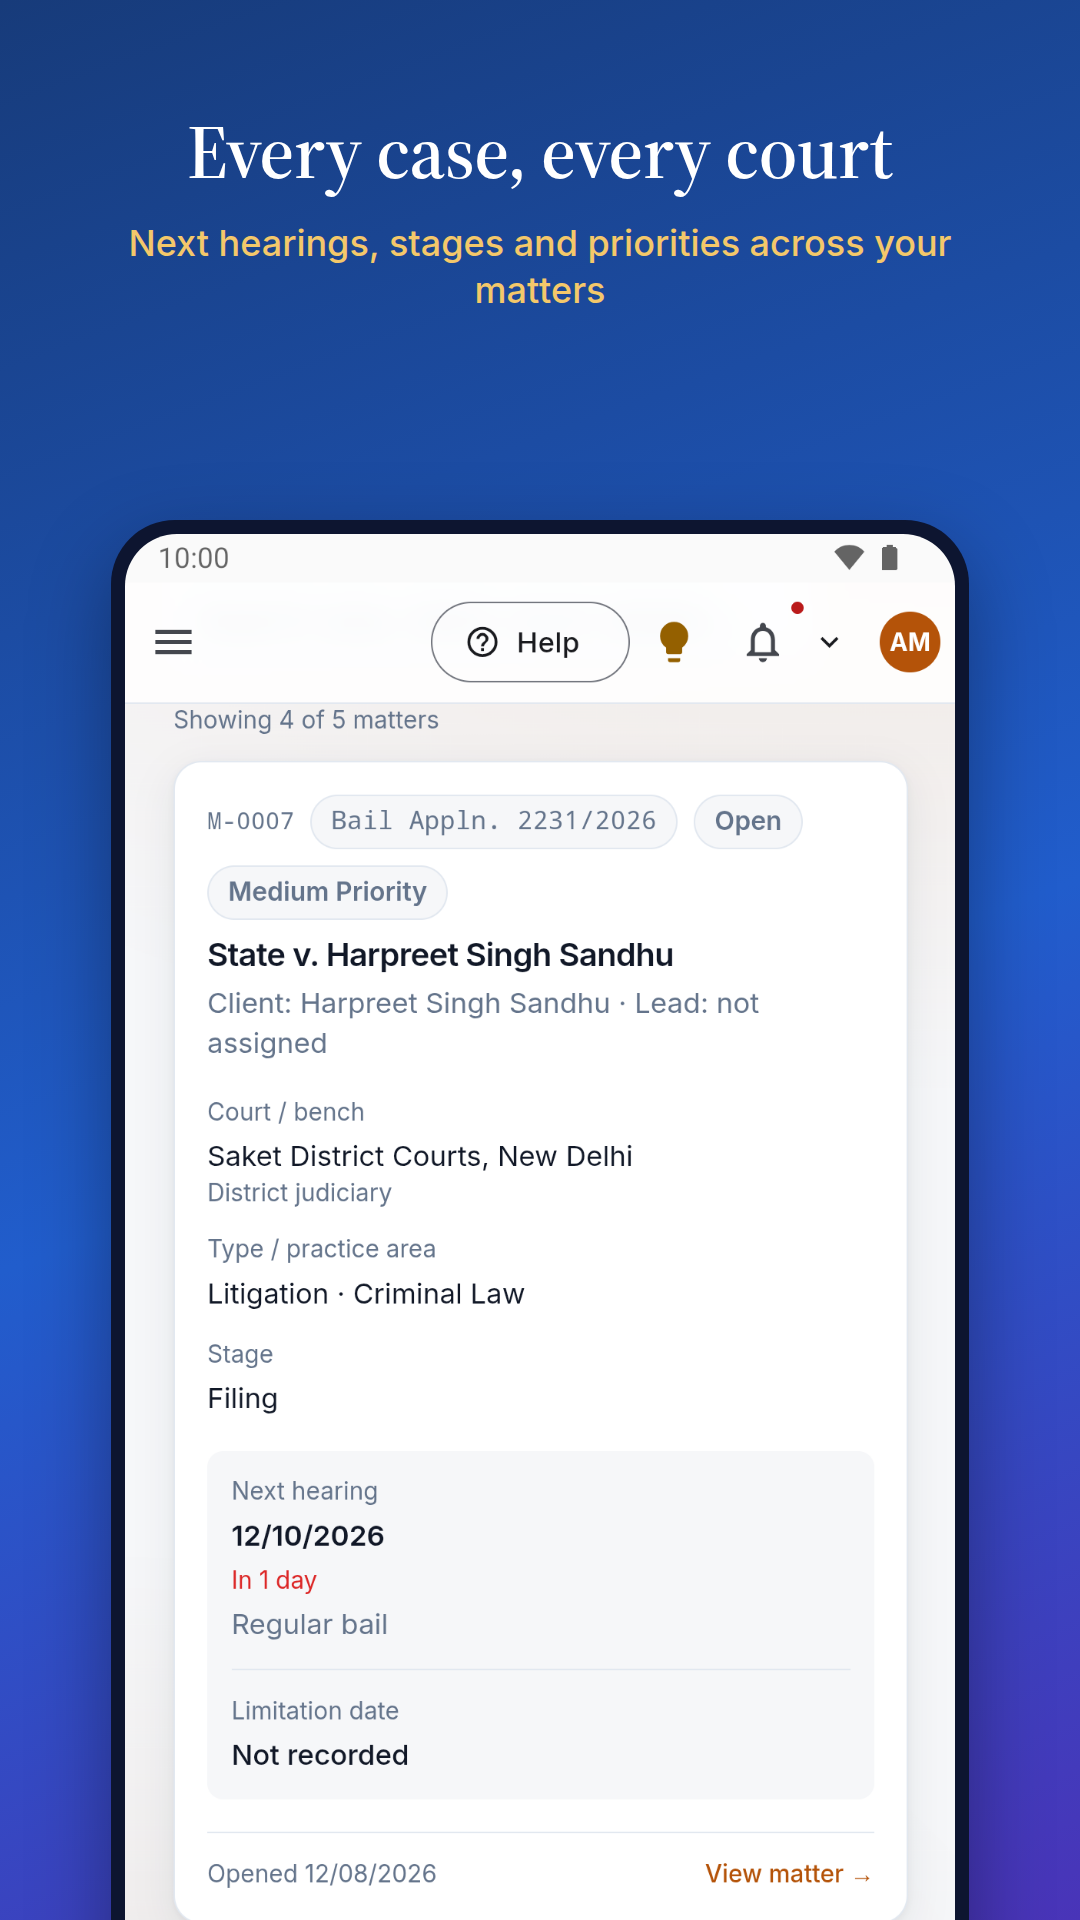 Every case, every court
Next hearings, stages and priorities across your
matters
10:00
Help
AM
Showing 4 of 5 matters
M-0007
Bail Appln. 2231/2026
Open
Medium Priority
State v. Harpreet Singh Sandhu
Client: Harpreet Singh Sandhu · Lead: not
assigned
Court / bench
Saket District Courts, New Delhi
District judiciary
Type / practice area
Litigation · Criminal Law
Stage
Filing
Next hearing
12/10/2026
In 1 day
Regular bail
Limitation date
Not recorded
Opened 12/08/2026
View matter →